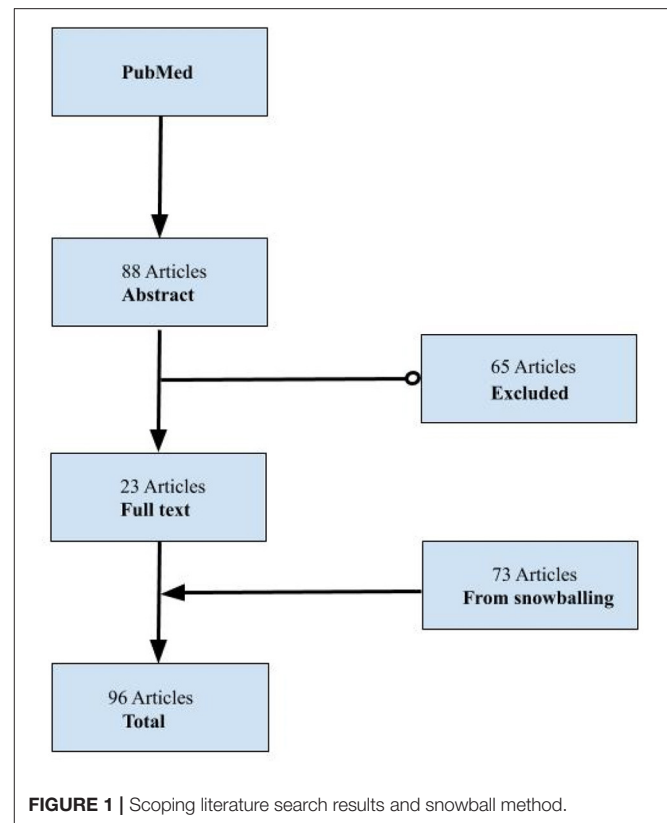 PubMed
88 Articles
Abstract
65 Articles
Excluded
23 Articles
Full text
73 Articles
From snowballing
96 Articles
Total
FIGURE 1 | Scoping literature search results and snowball method.